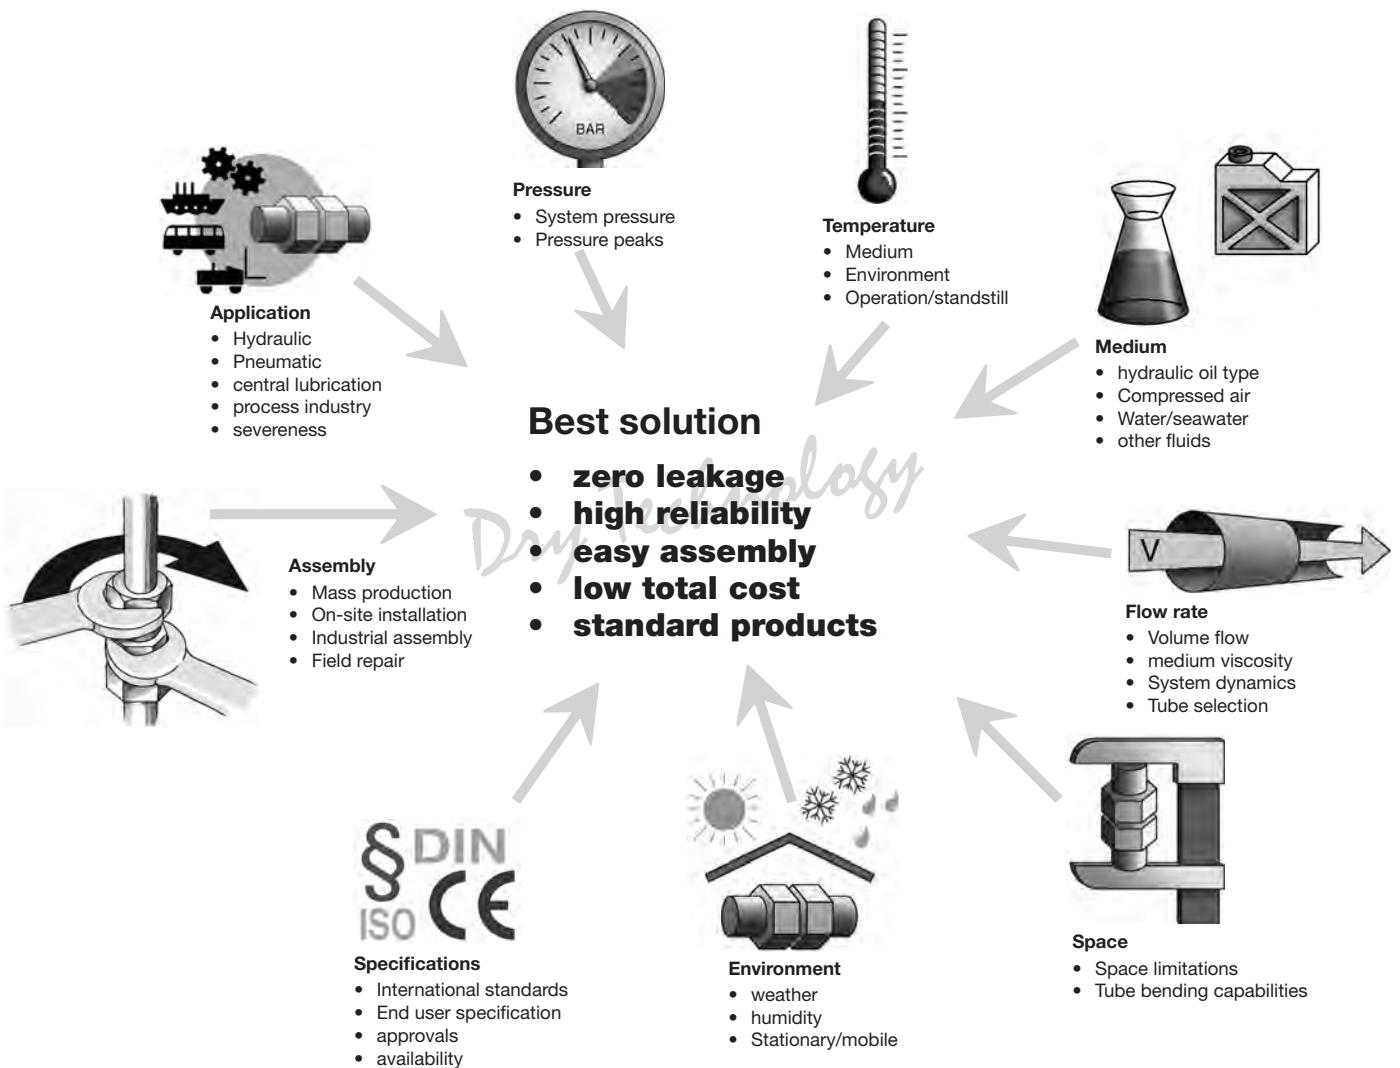 BAR
Pressure
• System pressure
• Pressure peaks
Temperature
• Medium
• Environment
• Operation/standstill
Application
• Hydraulic
• Pneumatic
• central lubrication
• process industry
• severeness
Medium
• hydraulic oil type
• Compressed air
• Water/seawater
• other fluids
Best solution
• zero leakage
• high reliability
• easy assembly
• low total cost
• standard products
Dry Technology
Assembly
• Mass production
• On-site installation
• Industrial assembly
• Field repair
V
Flow rate
• Volume flow
• medium viscosity
• System dynamics
• Tube selection
§ DIN
ISO CE
Specifications
• International standards
• End user specification
• approvals
• availability
Environment
• weather
• humidity
• Stationary/mobile
Space
• Space limitations
• Tube bending capabilities